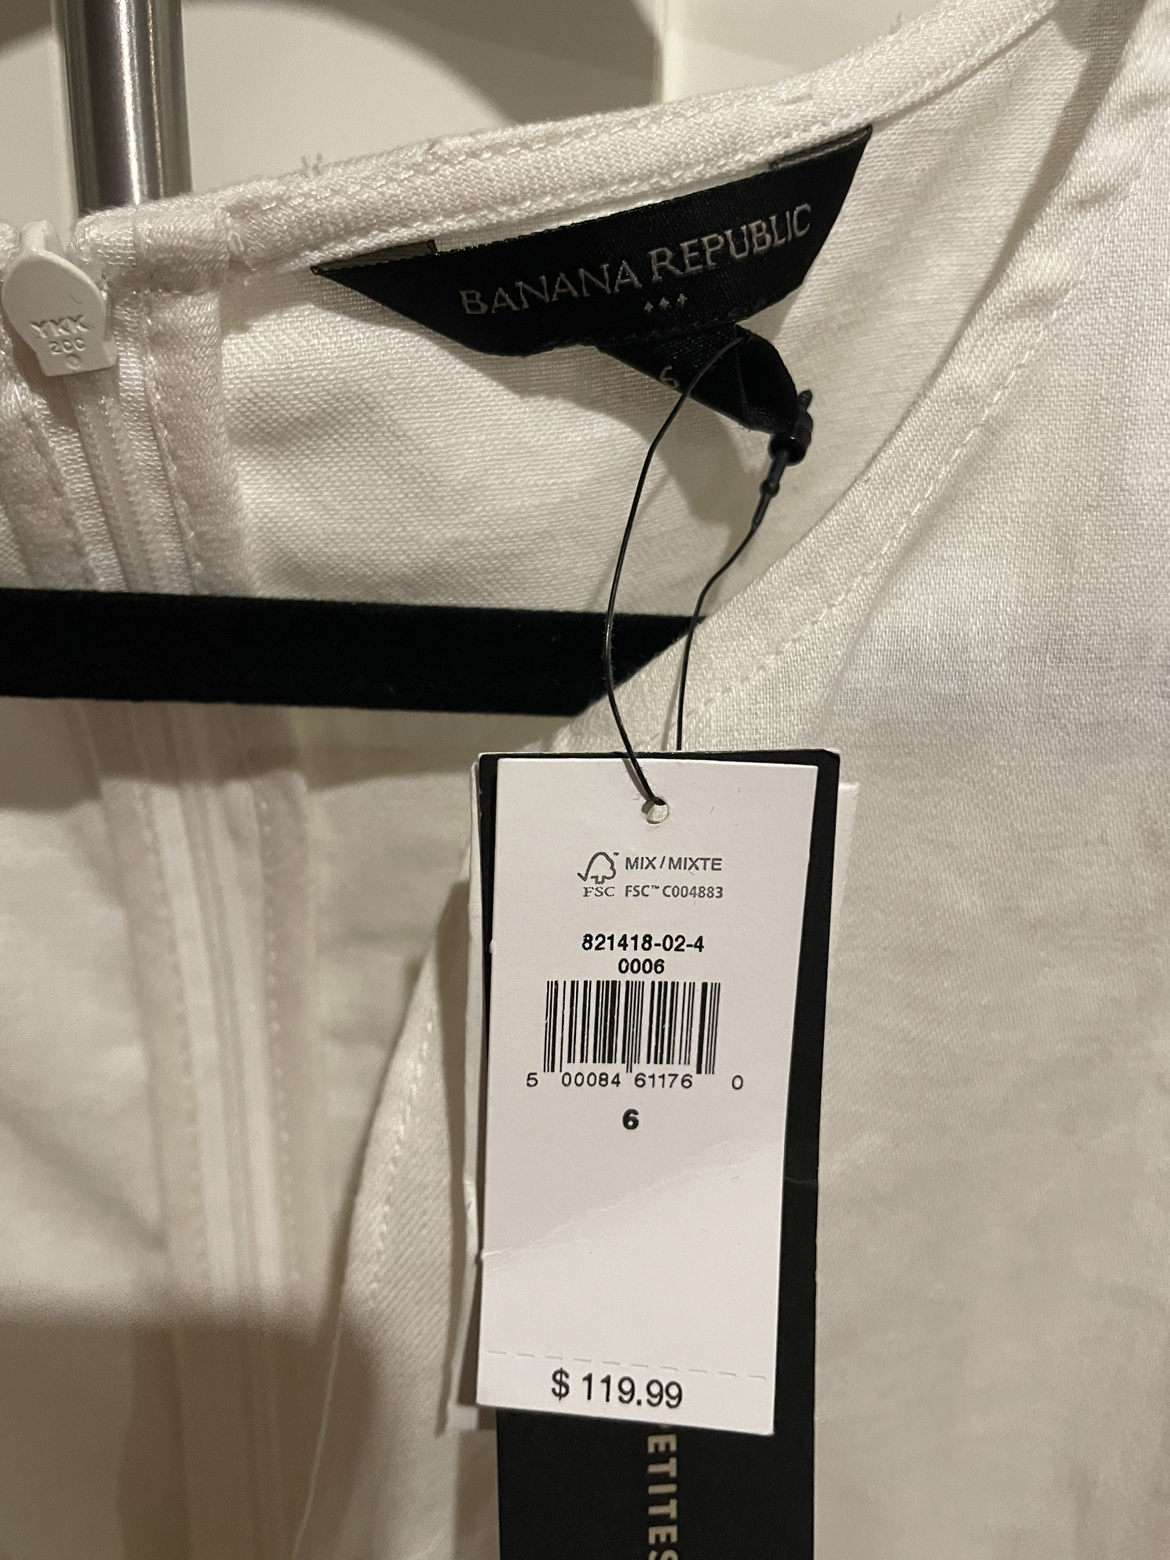 YKK
BANANA REPUBLIC
6
MIX / MIXTE
FSC FSC™ C004883
821418-02-4
0006
5 00084 61176 0
6
$ 119.99
PETITES